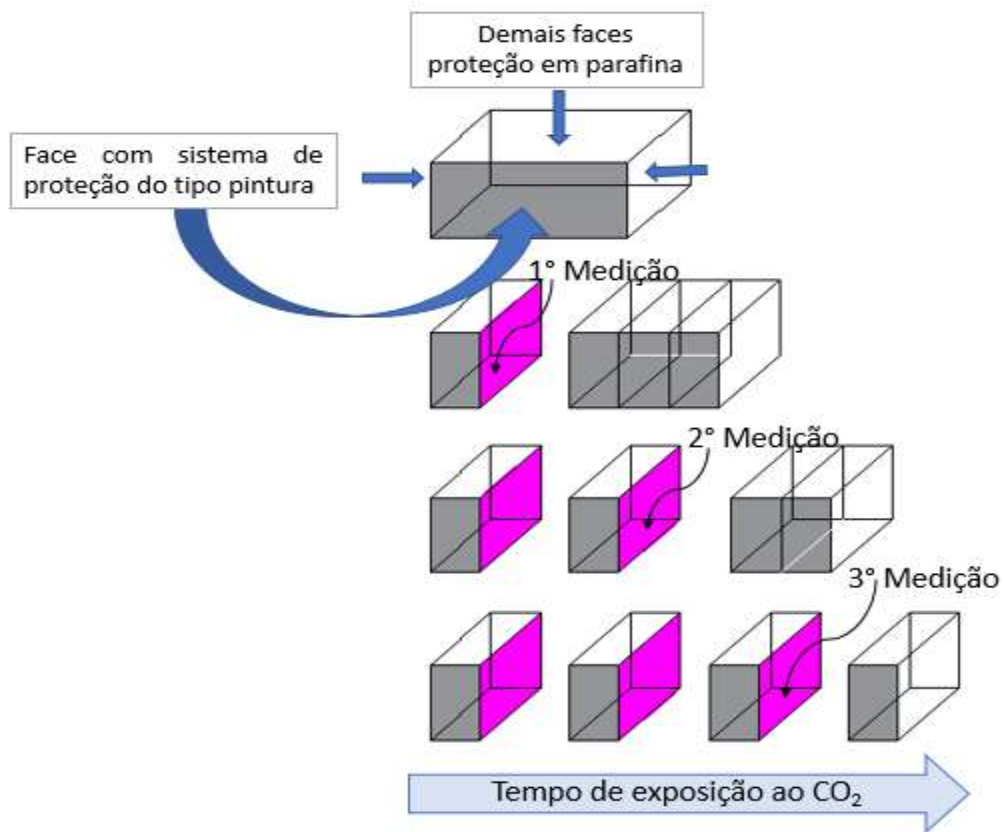 Demais faces
proteção em parafina
Face com sistema de
proteção do tipo pintura
1° Medição
2° Medição
3° Medição
Tempo de exposição ao CO₂